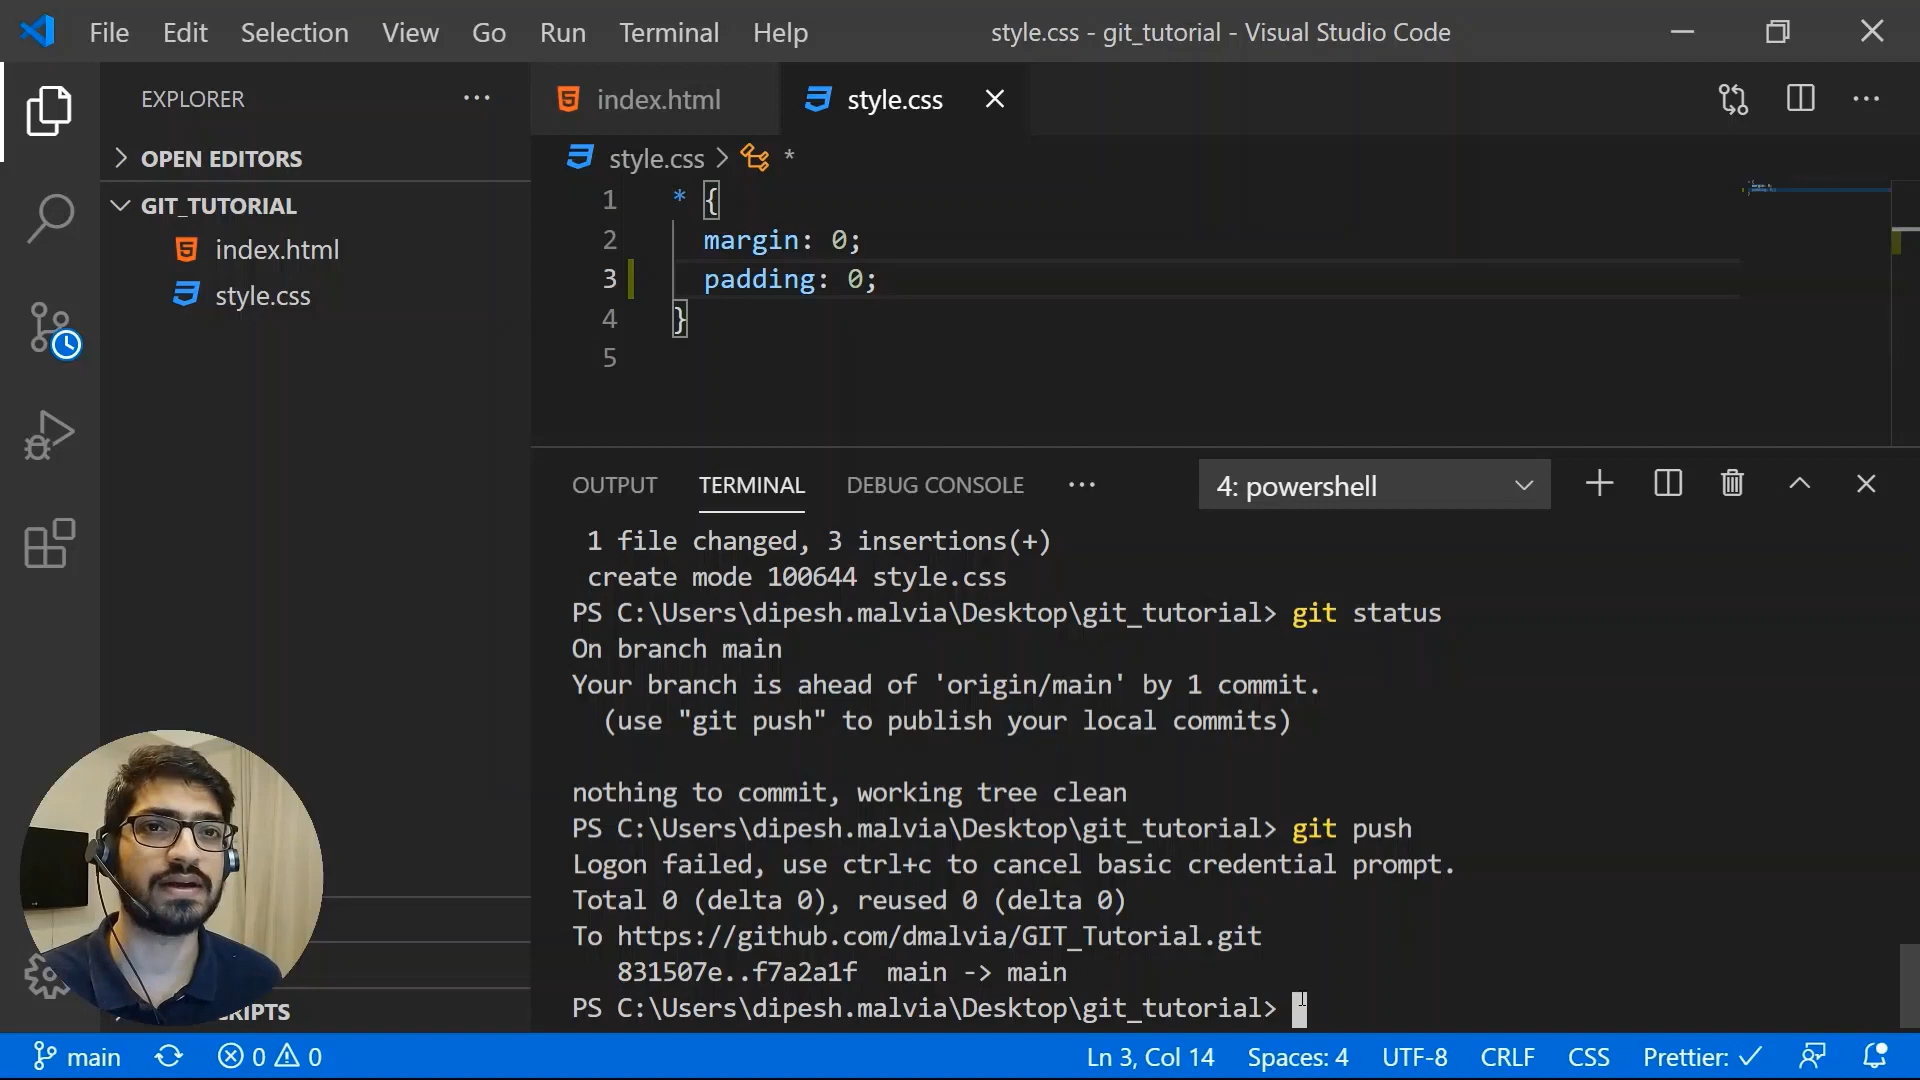 File Edit Selection View Go Run Terminal Help style.css - git_tutorial - Visual Studio Code
EXPLORER
OPEN EDITORS
GIT_TUTORIAL
index.html
style.css
index.html style.css
style.css > *
1 * {
2 margin: 0;
3 padding: 0;
4 }
5
OUTPUT TERMINAL DEBUG CONSOLE 4: powershell
1 file changed, 3 insertions(+)
create mode 100644 style.css
PS C:\Users\dipesh.malvia\Desktop\git_tutorial> git status
On branch main
Your branch is ahead of 'origin/main' by 1 commit.
(use "git push" to publish your local commits)
nothing to commit, working tree clean
PS C:\Users\dipesh.malvia\Desktop\git_tutorial> git push
Logon failed, use ctrl+c to cancel basic credential prompt.
Total 0 (delta 0), reused 0 (delta 0)
To https://github.com/dmalvia/GIT_Tutorial.git
831507e..f7a2a1f main -> main
PS C:\Users\dipesh.malvia\Desktop\git_tutorial>
main 0 0 Ln 3, Col 14 Spaces: 4 UTF-8 CRLF CSS Prettier: ✓